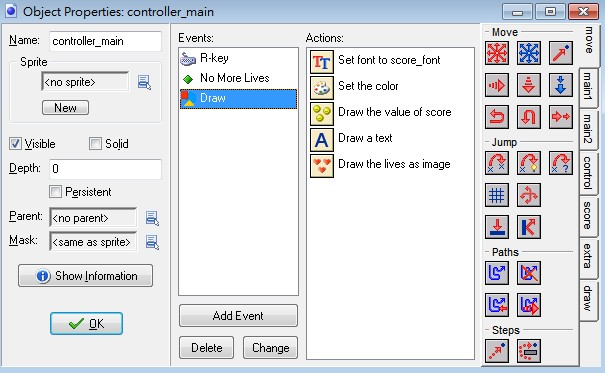 Object Properties: controller_main
Name: controller_main
Sprite
<no sprite>
New
Visible
Solid
Depth: 0
Persistent
Parent: <no parent>
Mask: <same as sprite>
Show Information
OK
Events:
R-key
No More Lives
Draw
Add Event
Delete
Change
Actions:
Set font to score_font
Set the color
Draw the value of score
Draw a text
Draw the lives as image
Move
Jump
Paths
Steps
move
main1
main2
control
score
extra
draw